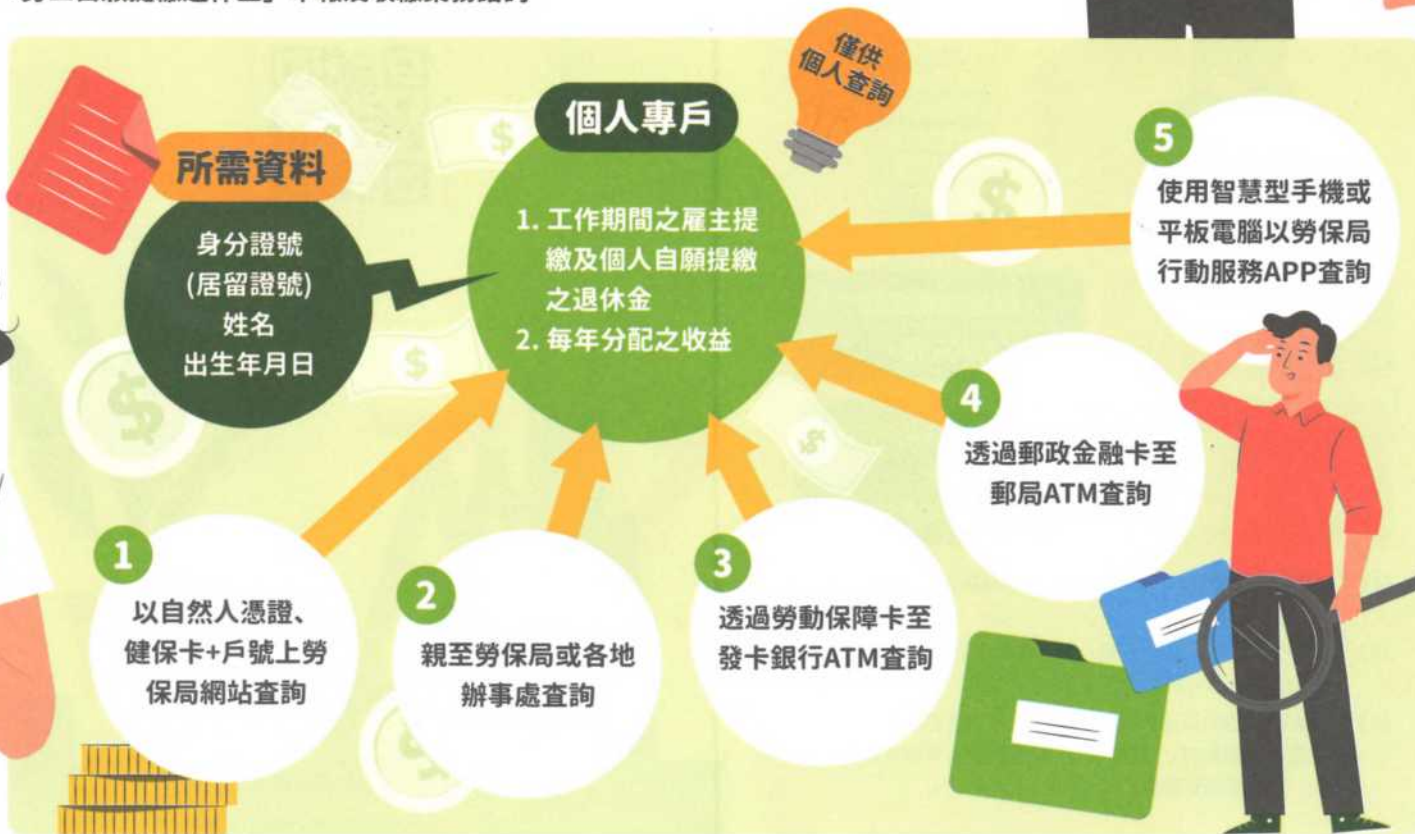 僅供
個人查詢
個人專戶
1. 工作期間之雇主提
繳及個人自願提繳
之退休金
2. 每年分配之收益
所需資料
身分證號
(居留證號)
姓名
出生年月日
1
以自然人憑證、
健保卡+戶號上勞
保局網站查詢
2
親至勞保局或各地
辦事處查詢
3
透過勞動保障卡至
發卡銀行ATM查詢
4
透過郵政金融卡至
郵局ATM查詢
5
使用智慧型手機或
平板電腦以勞保局
行動服務APP查詢